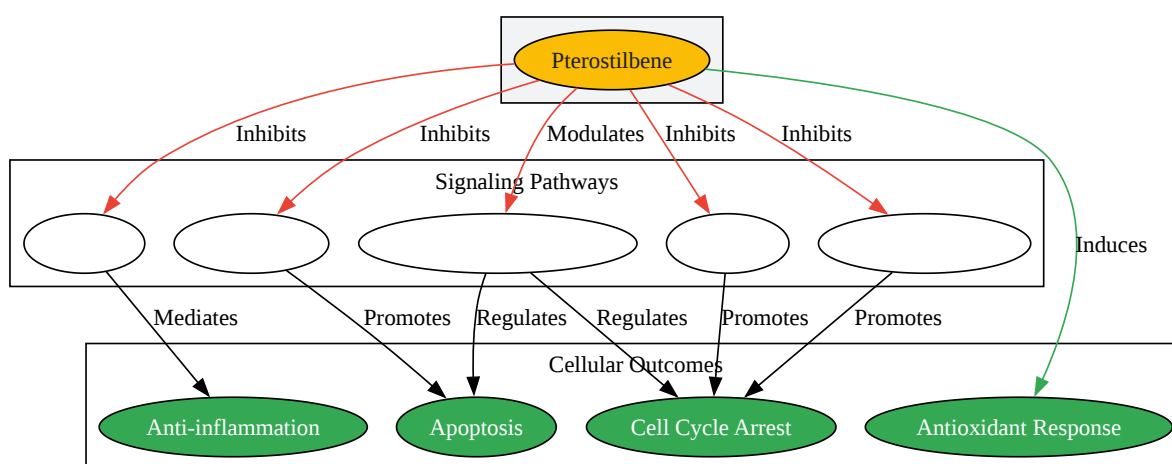 Pterostilbene
Inhibits
Inhibits
Modulates
Inhibits
Inhibits
Signaling Pathways
Induces
Mediates
Promotes
Regulates
Regulates
Promotes
Promotes
Cellular Outcomes
Anti-inflammation
Apoptosis
Cell Cycle Arrest
Antioxidant Response